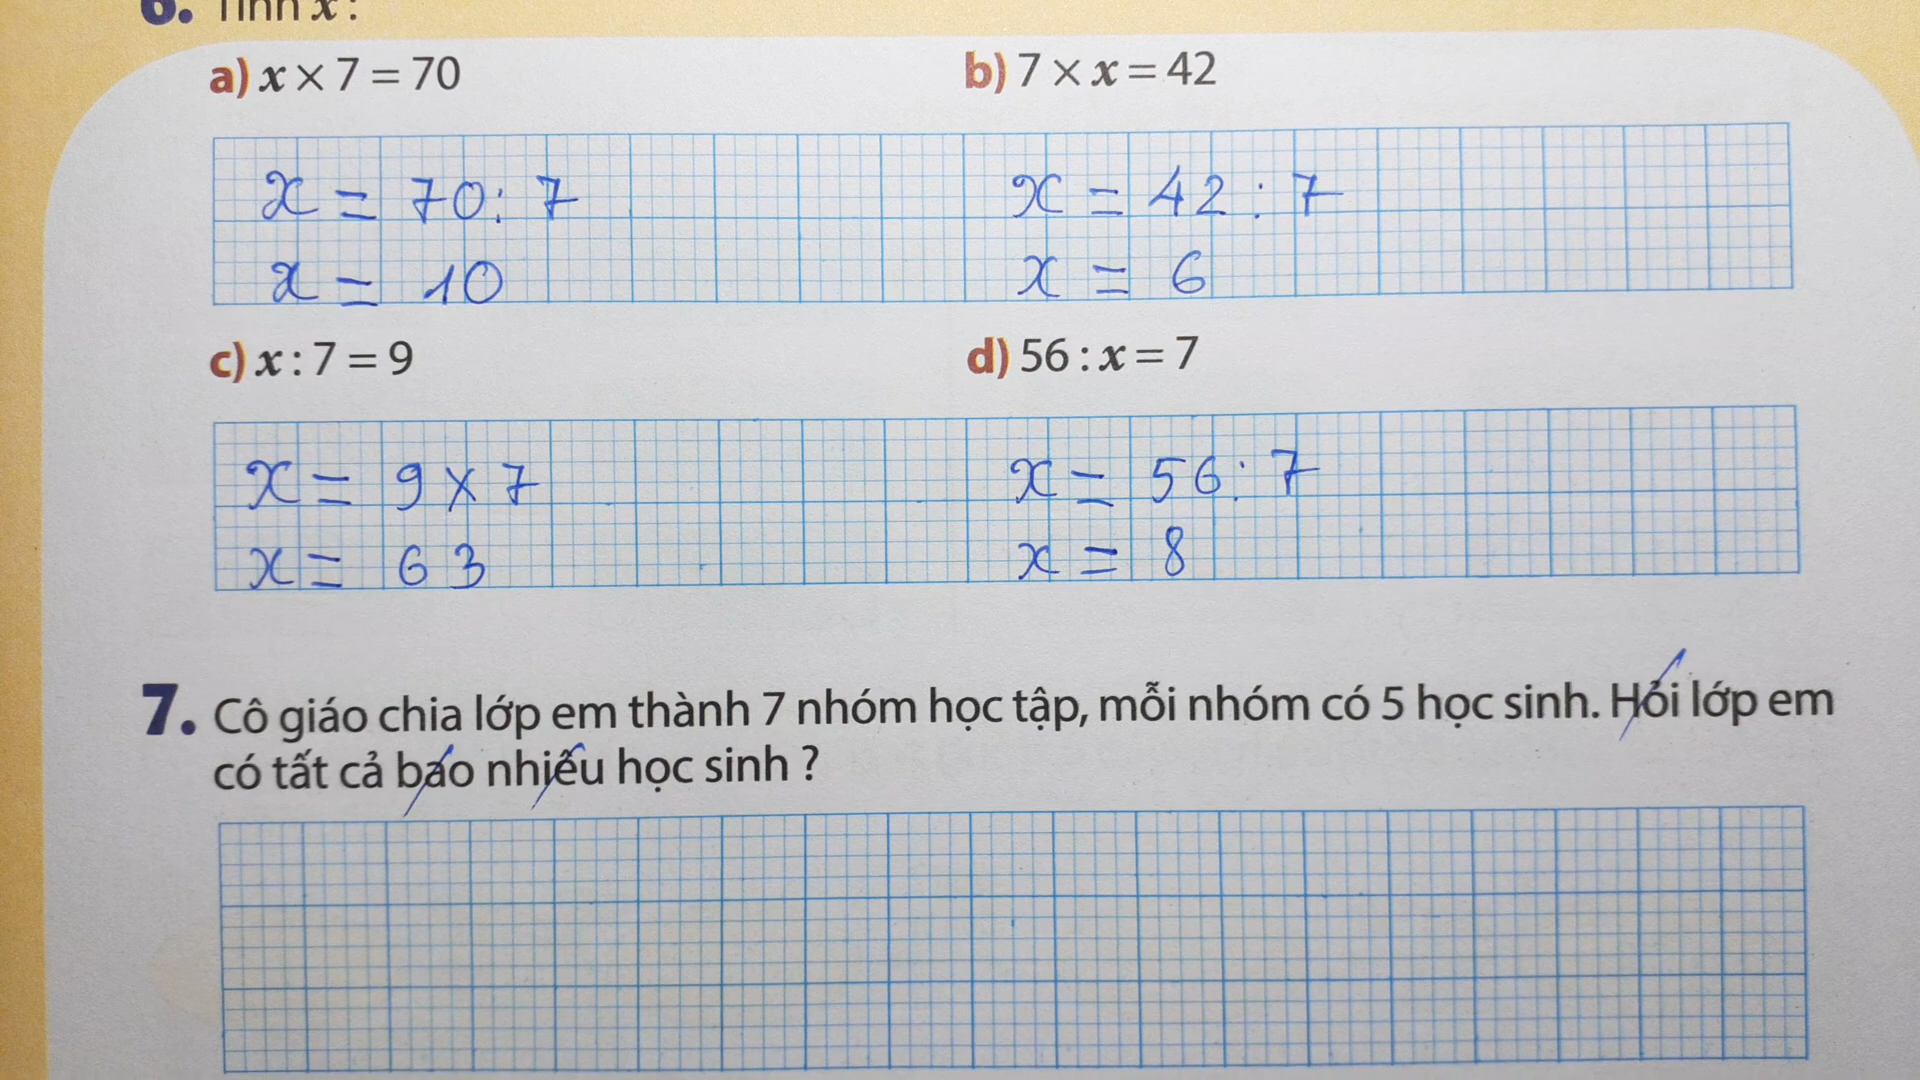 6. Tính x :
a) x × 7 = 70
b) 7 × x = 42
x = 70 : 7
x = 42 : 7
x = 10
x = 6
c) x : 7 = 9
d) 56 : x = 7
x = 9 × 7
x = 56 : 7
x = 63
x = 8
7. Cô giáo chia lớp em thành 7 nhóm học tập, mỗi nhóm có 5 học sinh. Hỏi lớp em
có tất cả bao nhiêu học sinh ?